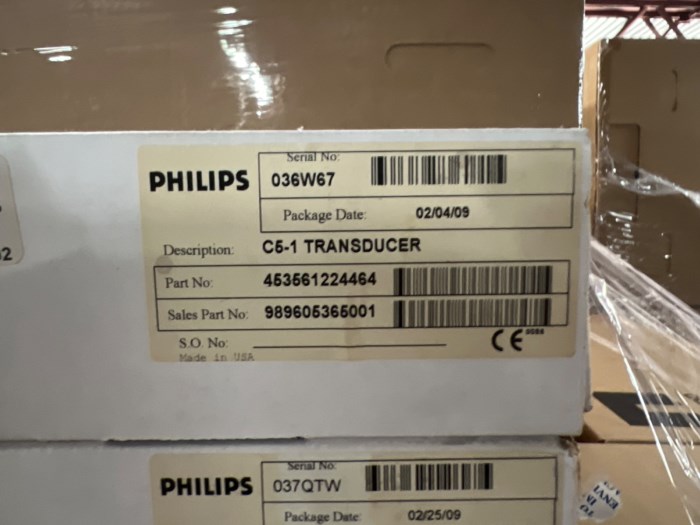 Serial No:
PHILIPS 036W67
Package Date: 02/04/09
Description: C5-1 TRANSDUCER
Part No: 453561224464
Sales Part No: 989605365001
S.O. No:
CE
Made in USA
2
Serial No:
PHILIPS 037QTW
Package Date: 02/25/09